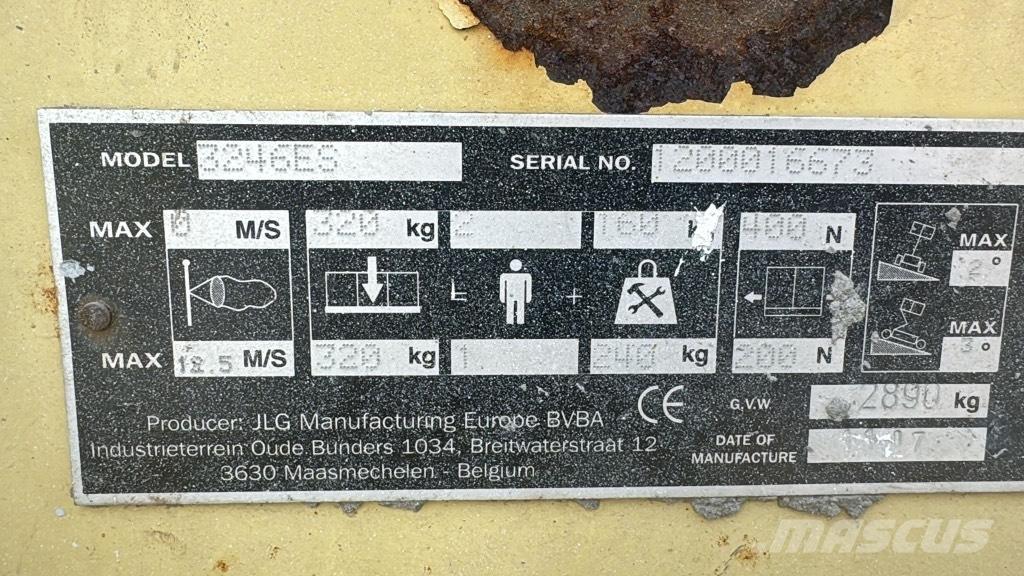 MODEL 3246ES SERIAL NO. 1200016673
MAX 0 M/S 320 kg 2 160 400 N
MAX 2°
= +
MAX 3°
MAX 12.5 M/S 320 kg 1 240 kg 200 N
G.V.W 2890 kg
DATE OF MANUFACTURE
Producer: JLG Manufacturing Europe BVBA
Industrieterrein Oude Bunders 1034, Breitwaterstraat 12
3630 Maasmechelen - Belgium
CE
MASCUS